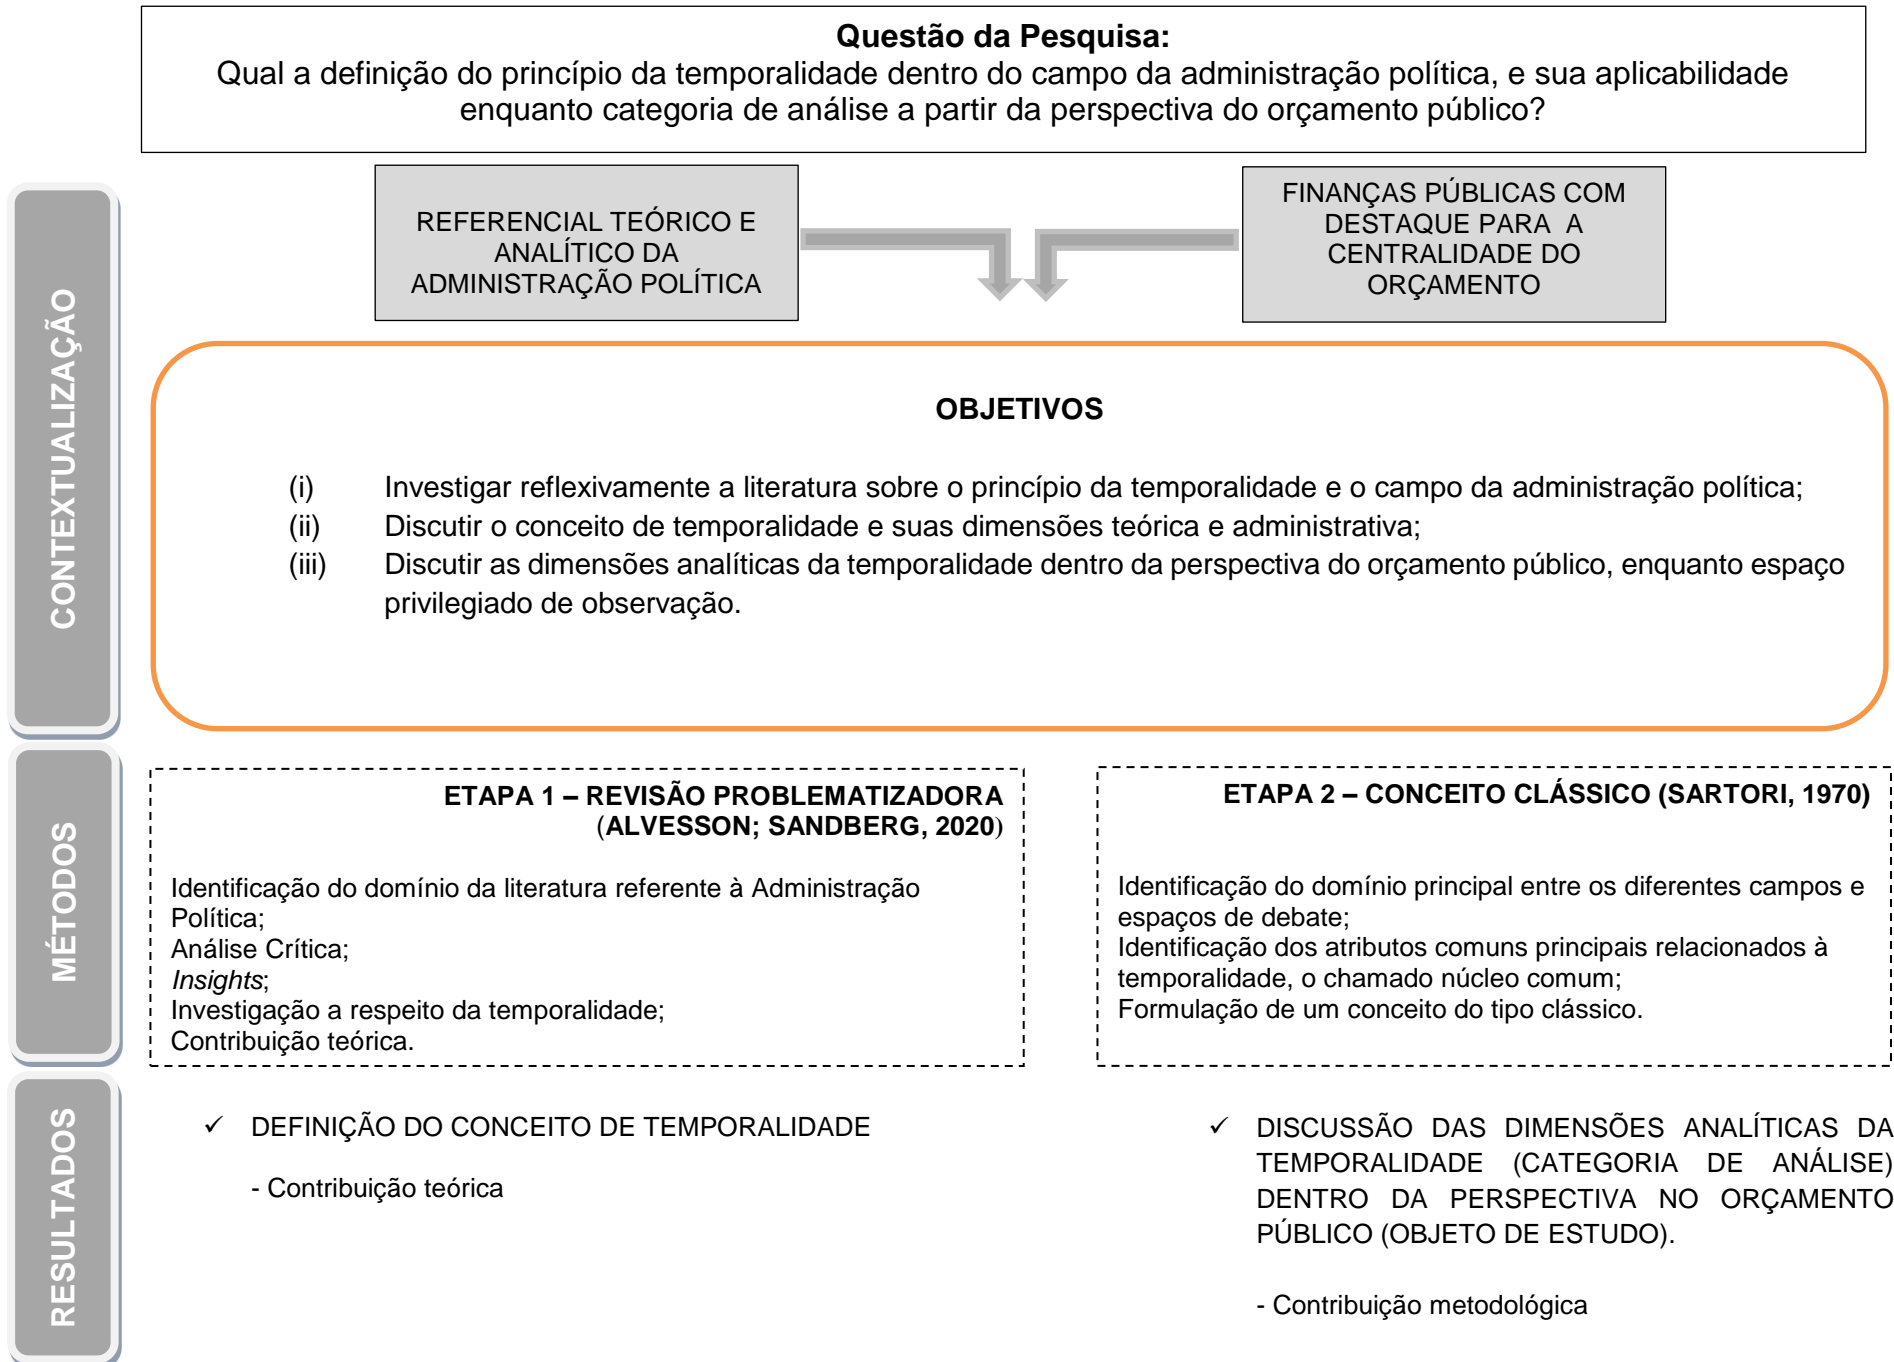 Questão da Pesquisa:
Qual a definição do princípio da temporalidade dentro do campo da administração política, e sua aplicabilidade
enquanto categoria de análise a partir da perspectiva do orçamento público?
CONTEXTUALIZAÇÃO
REFERENCIAL TEÓRICO E
ANALÍTICO DA
ADMINISTRAÇÃO POLÍTICA
FINANÇAS PÚBLICAS COM
DESTAQUE PARA A
CENTRALIDADE DO
ORÇAMENTO
OBJETIVOS
(i) Investigar reflexivamente a literatura sobre o princípio da temporalidade e o campo da administração política;
(ii) Discutir o conceito de temporalidade e suas dimensões teórica e administrativa;
(iii) Discutir as dimensões analíticas da temporalidade dentro da perspectiva do orçamento público, enquanto espaço
privilegiado de observação.
MÉTODOS
ETAPA 1 – REVISÃO PROBLEMATIZADORA
(ALVESSON; SANDBERG, 2020)
Identificação do domínio da literatura referente à Administração
Política;
Análise Crítica;
Insights;
Investigação a respeito da temporalidade;
Contribuição teórica.
ETAPA 2 – CONCEITO CLÁSSICO (SARTORI, 1970)
Identificação do domínio principal entre os diferentes campos e
espaços de debate;
Identificação dos atributos comuns principais relacionados à
temporalidade, o chamado núcleo comum;
Formulação de um conceito do tipo clássico.
RESULTADOS
✓ DEFINIÇÃO DO CONCEITO DE TEMPORALIDADE
- Contribuição teórica
✓ DISCUSSÃO DAS DIMENSÕES ANALÍTICAS DA
TEMPORALIDADE (CATEGORIA DE ANÁLISE)
DENTRO DA PERSPECTIVA NO ORÇAMENTO
PÚBLICO (OBJETO DE ESTUDO).
- Contribuição metodológica